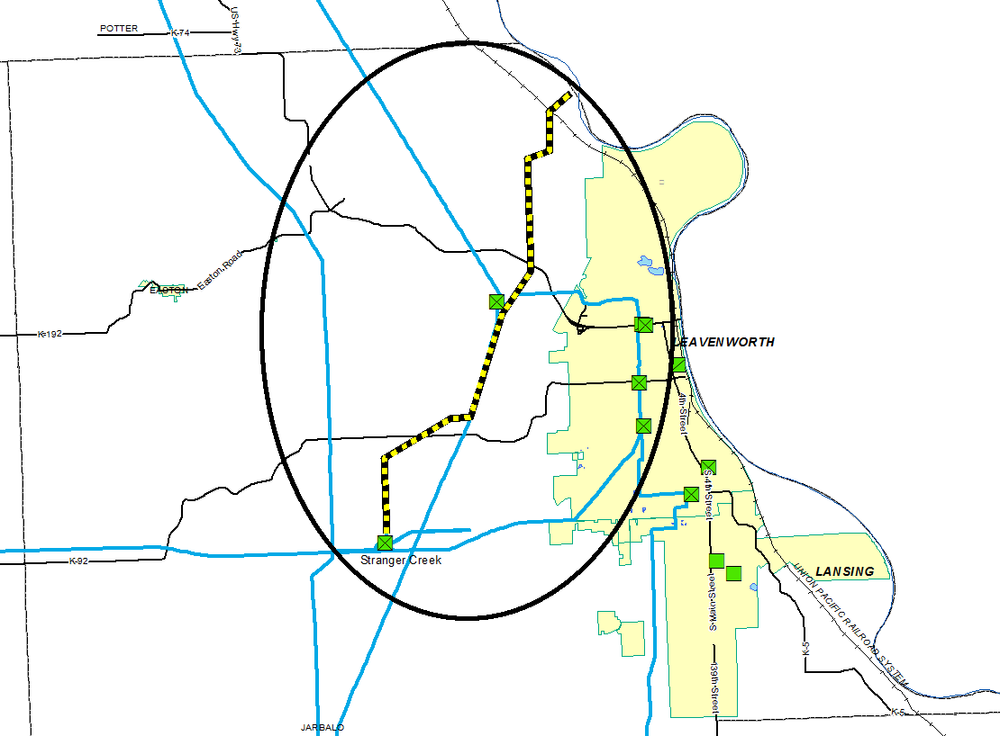 POTTER
K-74
US-Hwy-73
Easton Road
EASTON
K-192
LEAVENWORTH
4th-Street
S-4th-Street
Stranger Creek
K-92
LANSING
UNION PACIFIC RAILROAD SYSTEM
S-Main-Street
K-5
139th-Street
K-5
JARBALO